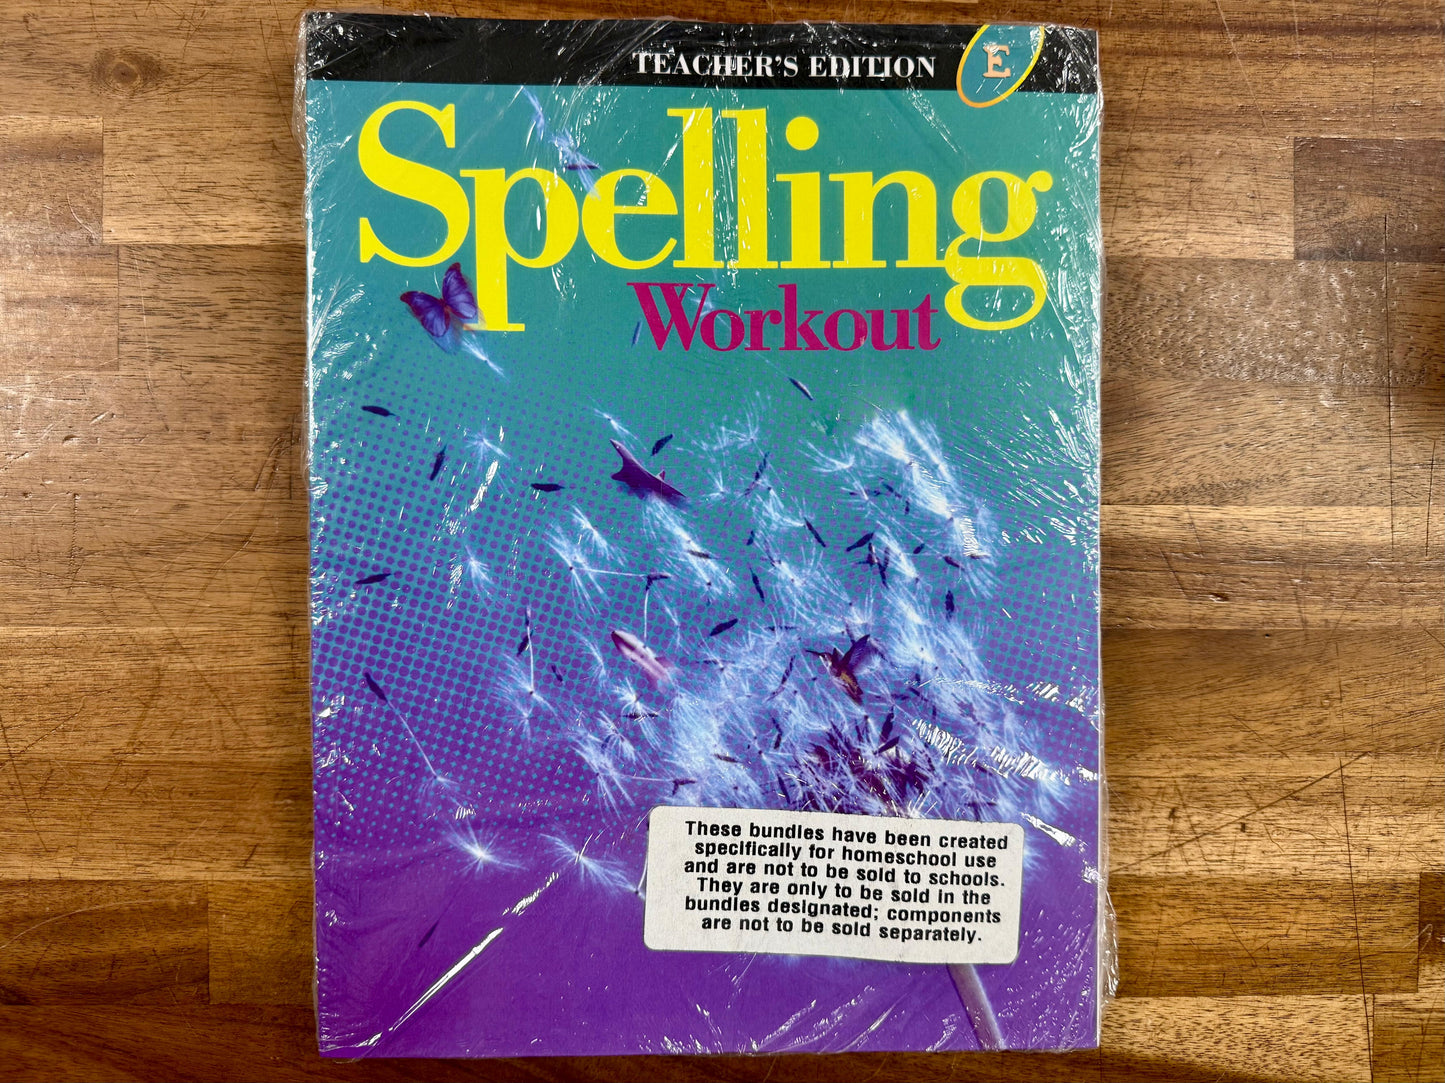 TEACHER'S EDITION
E
Spelling
Workout
These bundles have been created
specifically for homeschool use
and are not to be sold to schools.
They are only to be sold in the
bundles designated; components
are not to be sold separately.